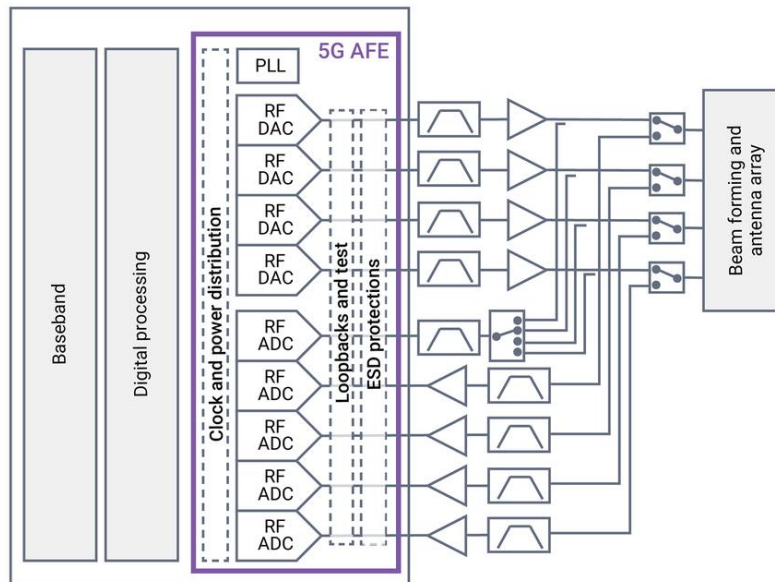 5G AFE
PLL
RF
DAC
RF
DAC
RF
DAC
RF
DAC
RF
ADC
RF
ADC
RF
ADC
RF
ADC
RF
ADC
Baseband
Digital processing
Clock and power distribution
Loopbacks and test
ESD protections
Beam forming and
antenna array